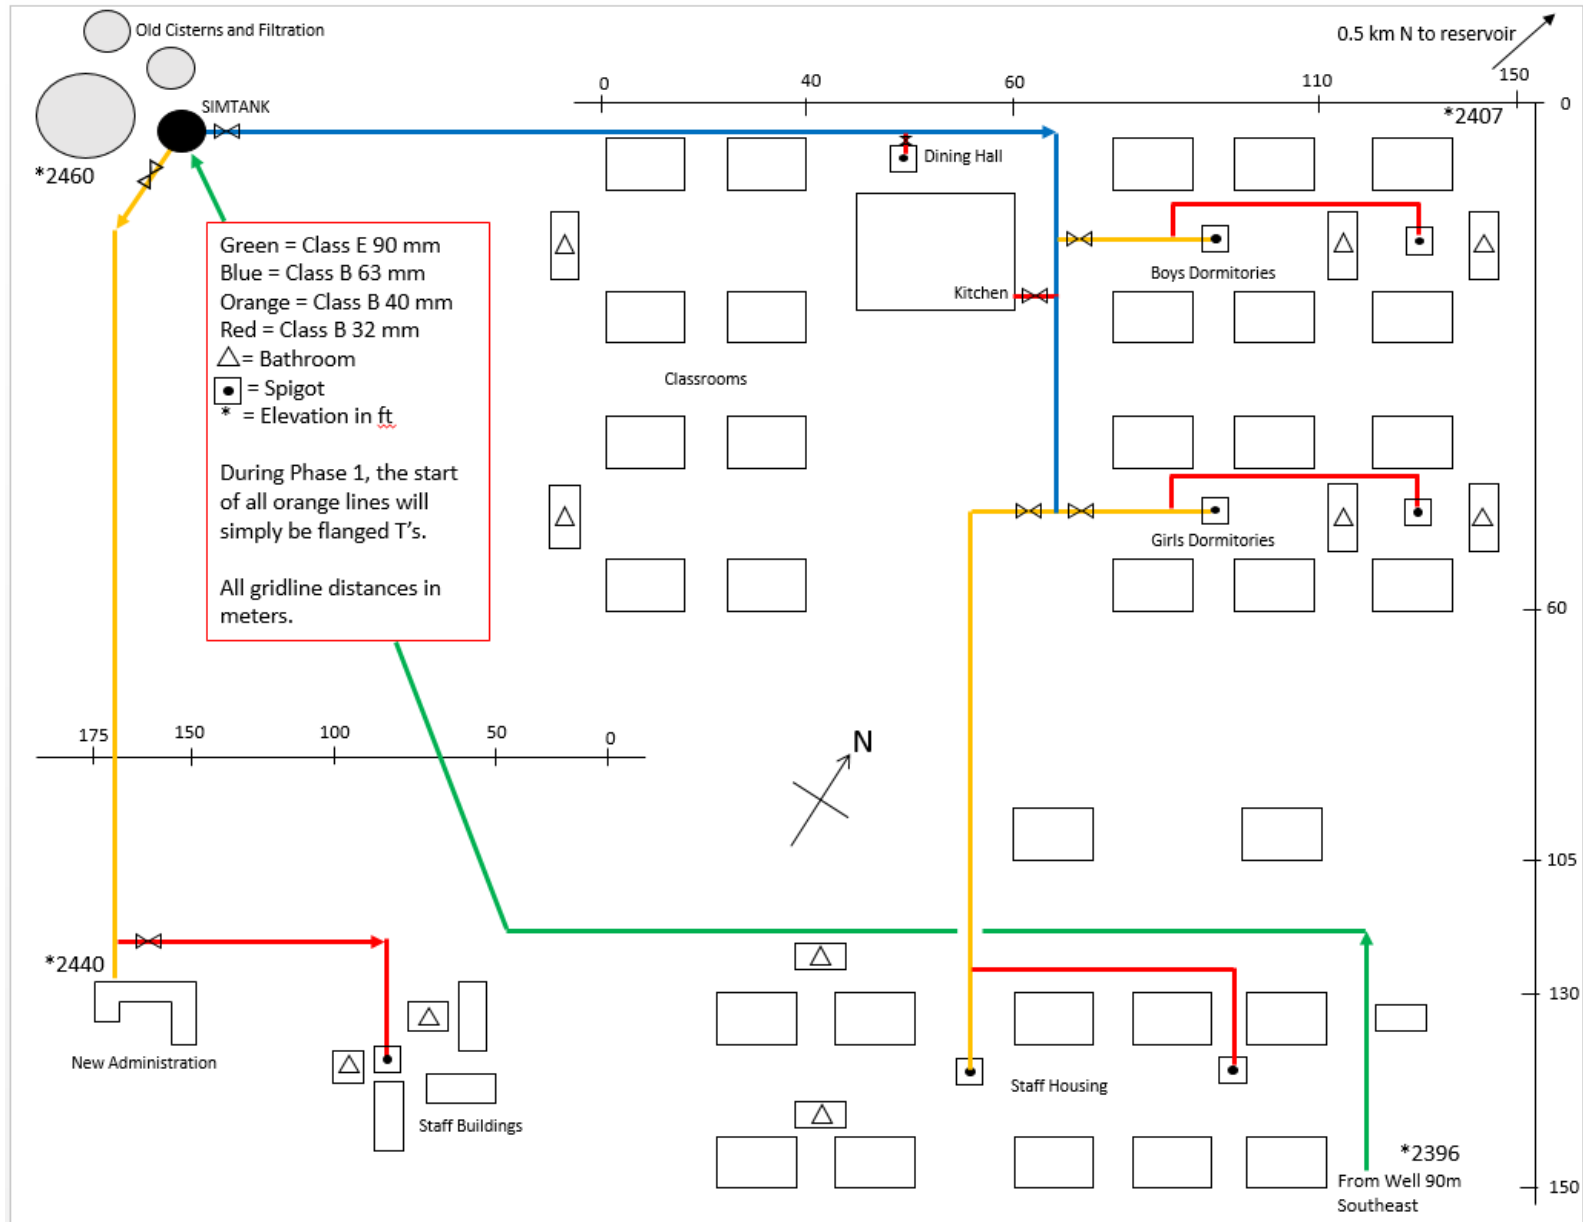 Old Cisterns and Filtration
0.5 km N to reservoir
0
40
60
110
150
0
SIMTANK
*2407
*2460
Dining Hall
Green = Class E 90 mm
Blue = Class B 63 mm
Orange = Class B 40 mm
Red = Class B 32 mm
= Bathroom
= Spigot
* = Elevation in ft
During Phase 1, the start
of all orange lines will
simply be flanged T's.
All gridline distances in
meters.
Boys Dormitories
Kitchen
Classrooms
Girls Dormitories
60
175
150
100
50
0
N
105
*2440
130
New Administration
Staff Buildings
Staff Housing
*2396
From Well 90m
Southeast
150